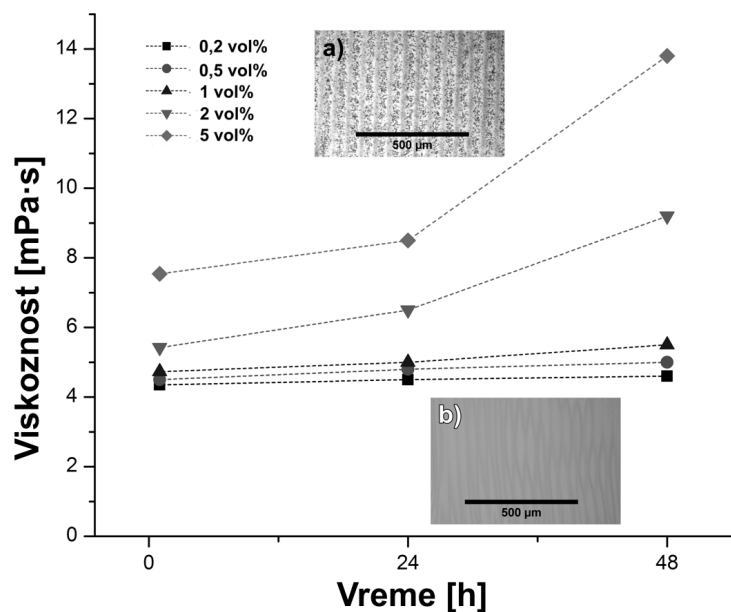 14
12
10
8
6
4
2
0
Viskoznost [mPa·s]
0,2 vol%
0,5 vol%
1 vol%
2 vol%
5 vol%
a)
500 µm
b)
500 µm
0
24
48
Vreme [h]